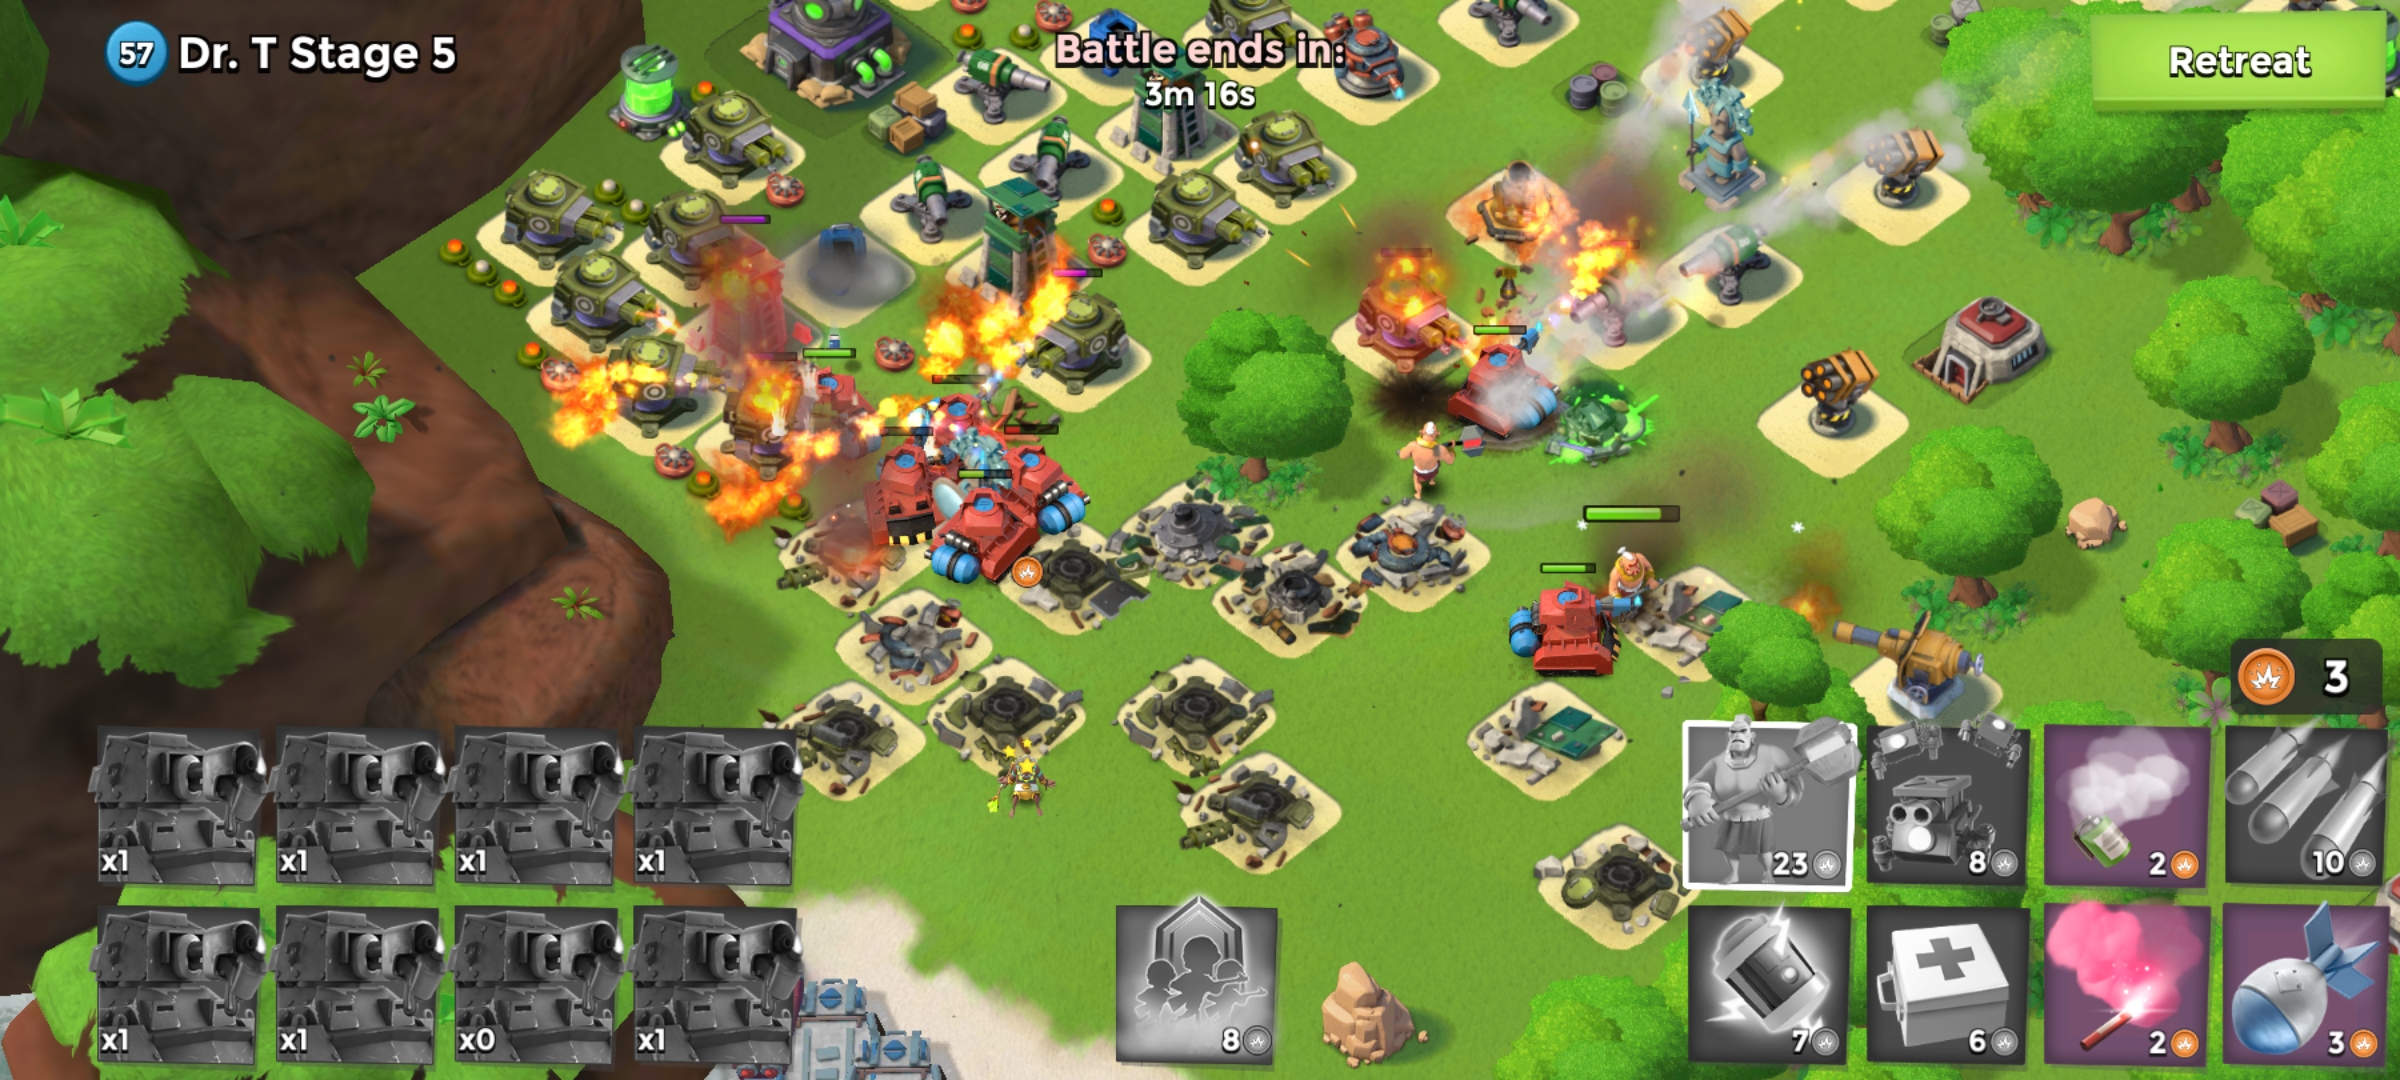 57 Dr. T Stage 5
Battle ends in:
3m 16s
Retreat
3
x1 x1 x1 x1
23 8 2 10
x1 x1 x0 x1
8
7 6 2 3